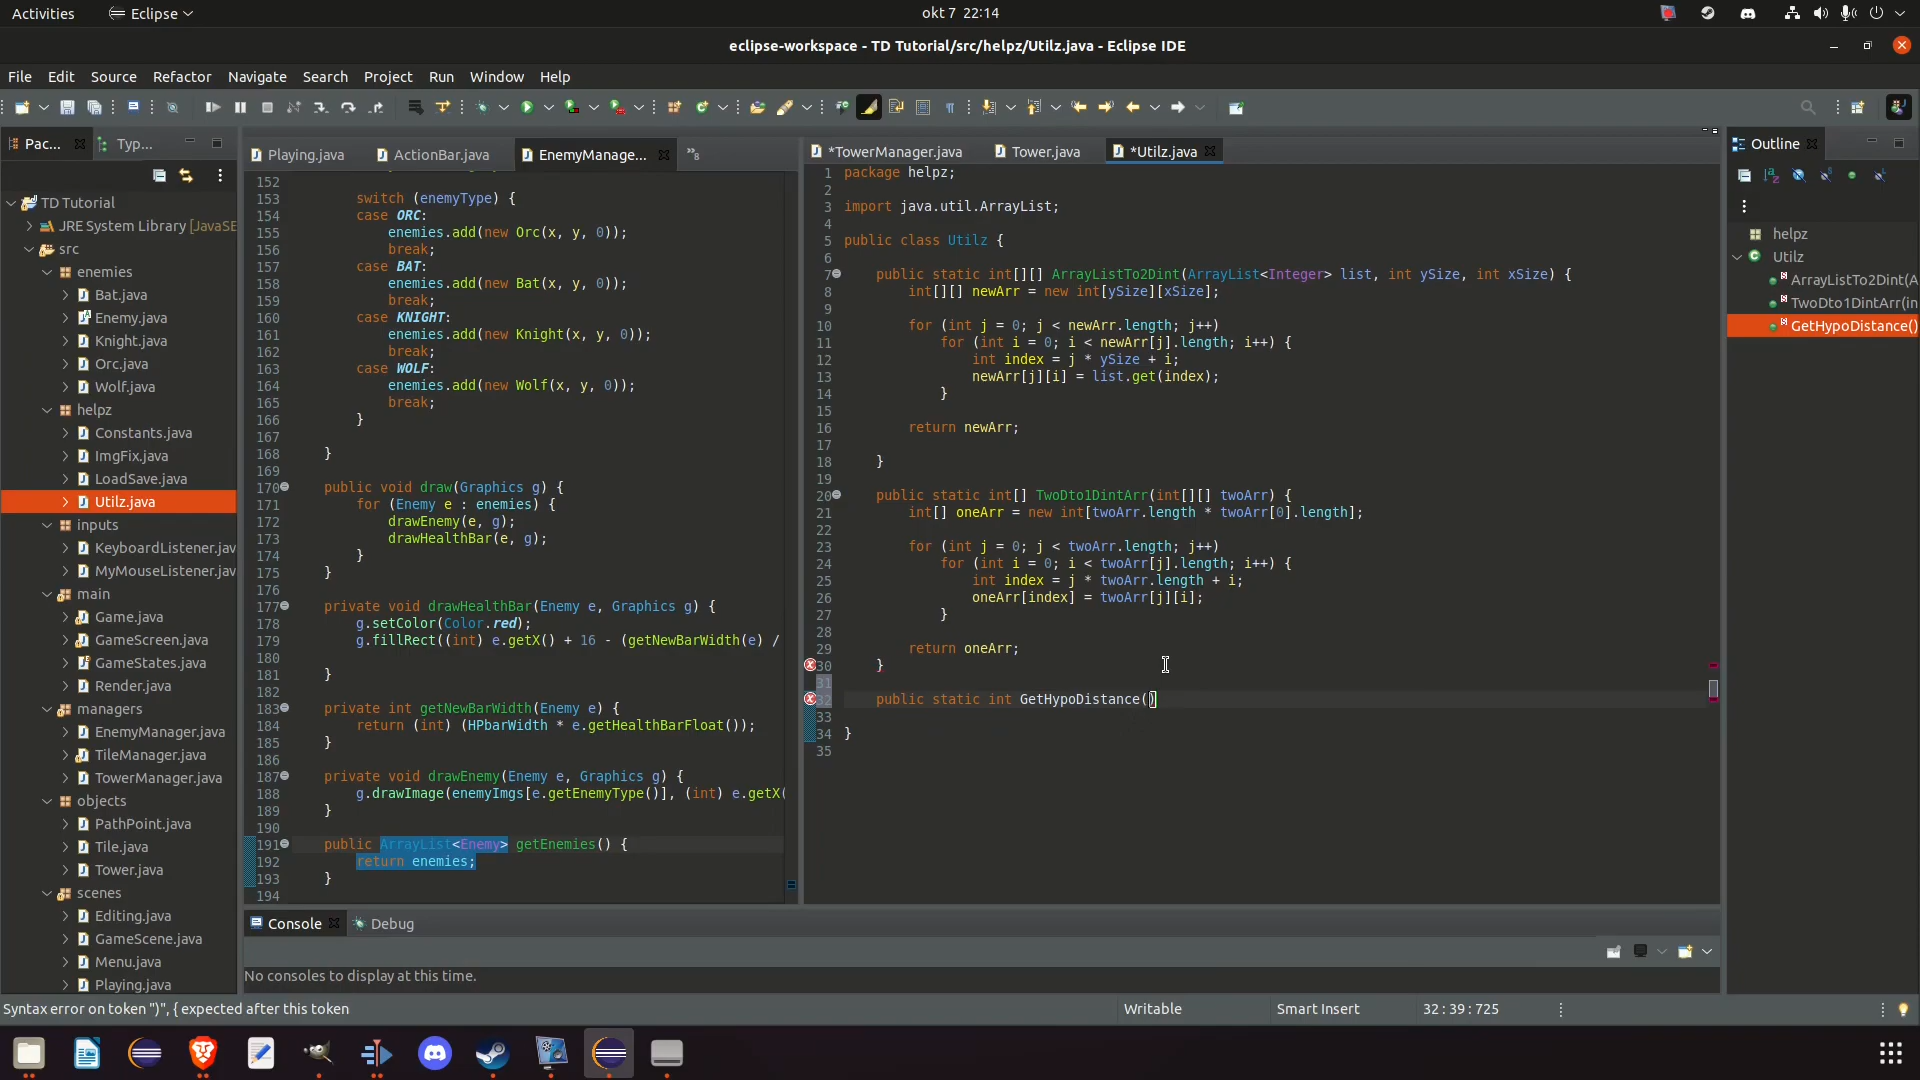 Activities
Eclipse
okt 7 22:14
eclipse-workspace - TD Tutorial/src/helpz/Utilz.java - Eclipse IDE
File Edit Source Refactor Navigate Search Project Run Window Help
Pac...
Typ...
TD Tutorial
JRE System Library [JavaSE
src
enemies
Bat.java
Enemy.java
Knight.java
Orc.java
Wolf.java
helpz
Constants.java
ImgFix.java
LoadSave.java
Utilz.java
inputs
KeyboardListener.jav
MyMouseListener.jav
main
Game.java
GameScreen.java
GameStates.java
Render.java
managers
EnemyManager.java
TileManager.java
TowerManager.java
objects
PathPoint.java
Tile.java
Tower.java
scenes
Editing.java
GameScene.java
Menu.java
Playing.java
Playing.java
ActionBar.java
EnemyManage...
»8
152
153 switch (enemyType) {
154 case ORC:
155 enemies.add(new Orc(x, y, 0));
156 break;
157 case BAT:
158 enemies.add(new Bat(x, y, 0));
159 break;
160 case KNIGHT:
161 enemies.add(new Knight(x, y, 0));
162 break;
163 case WOLF:
164 enemies.add(new Wolf(x, y, 0));
165 break;
166 }
167
168 }
169
170 public void draw(Graphics g) {
171 for (Enemy e : enemies) {
172 drawEnemy(e, g);
173 drawHealthBar(e, g);
174 }
175 }
176
177 private void drawHealthBar(Enemy e, Graphics g) {
178 g.setColor(Color.red);
179 g.fillRect((int) e.getX() + 16 - (getNewBarWidth(e) /
180
181 }
182
183 private int getNewBarWidth(Enemy e) {
184 return (int) (HPbarWidth * e.getHealthBarFloat());
185 }
186
187 private void drawEnemy(Enemy e, Graphics g) {
188 g.drawImage(enemyImgs[e.getEnemyType()], (int) e.getX(
189 }
190
191 public ArrayList<Enemy> getEnemies() {
192 return enemies;
193 }
194
*TowerManager.java
Tower.java
*Utilz.java
1 package helpz;
2
3 import java.util.ArrayList;
4
5 public class Utilz {
6
7 public static int[][] ArrayListTo2Dint(ArrayList<Integer> list, int ySize, int xSize) {
8 int[][] newArr = new int[ySize][xSize];
9
10 for (int j = 0; j < newArr.length; j++)
11 for (int i = 0; i < newArr[j].length; i++) {
12 int index = j * ySize + i;
13 newArr[j][i] = list.get(index);
14 }
15
16 return newArr;
17
18 }
19
20 public static int[] TwoDto1DintArr(int[][] twoArr) {
21 int[] oneArr = new int[twoArr.length * twoArr[0].length];
22
23 for (int j = 0; j < twoArr.length; j++)
24 for (int i = 0; i < twoArr[j].length; i++) {
25 int index = j * twoArr.length + i;
26 oneArr[index] = twoArr[j][i];
27 }
28
29 return oneArr;
30 }
31
32 public static int GetHypoDistance()
33
34 }
35
Outline
helpz
Utilz
ArrayListTo2Dint(A
TwoDto1DintArr(in
GetHypoDistance()
Console
Debug
No consoles to display at this time.
Syntax error on token ")", { expected after this token
Writable
Smart Insert
32 : 39 : 725